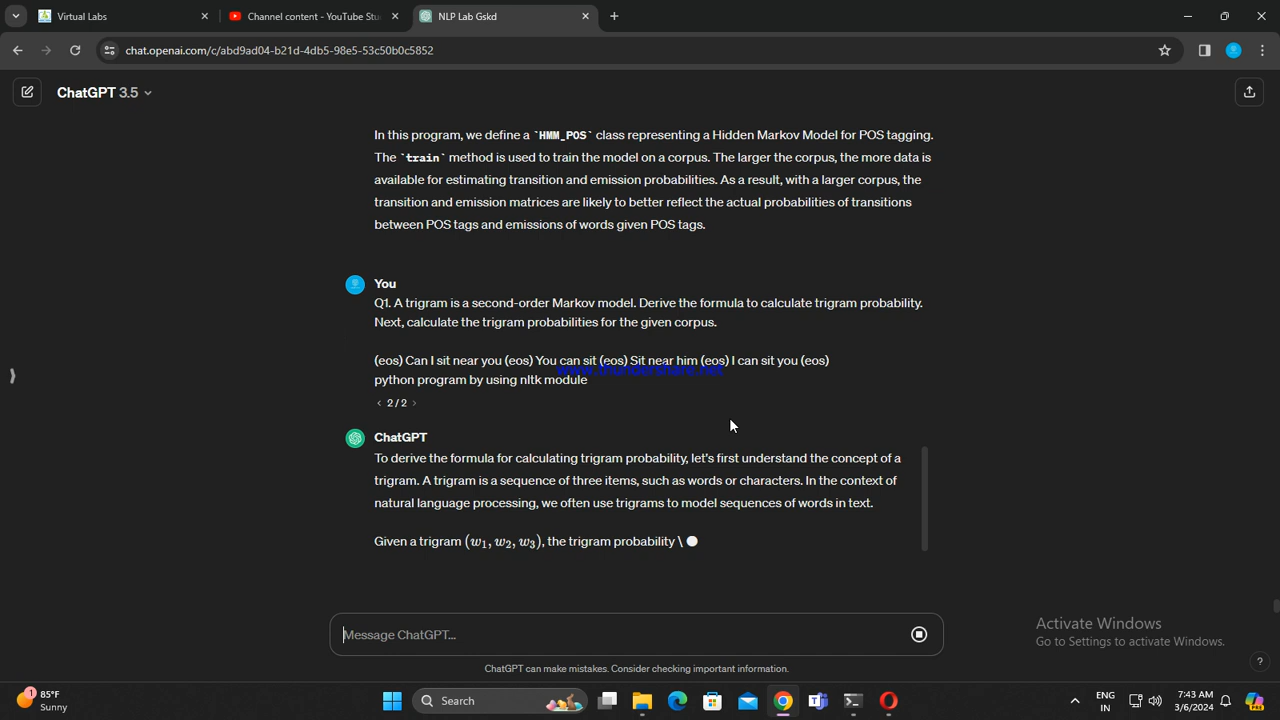 Virtual Labs
Channel content - YouTube Stu
NLP Lab Gskd
chat.openai.com/c/abd9ad04-b21d-4db5-98e5-53c50b0c5852
ChatGPT 3.5
In this program, we define a `HMM_POS` class representing a Hidden Markov Model for POS tagging.
The `train` method is used to train the model on a corpus. The larger the corpus, the more data is
available for estimating transition and emission probabilities. As a result, with a larger corpus, the
transition and emission matrices are likely to better reflect the actual probabilities of transitions
between POS tags and emissions of words given POS tags.
You
Q1. A trigram is a second-order Markov model. Derive the formula to calculate trigram probability.
Next, calculate the trigram probabilities for the given corpus.
(eos) Can I sit near you (eos) You can sit (eos) Sit near him (eos) I can sit you (eos)
www.thundershare.net
python program by using nltk module
< 2 / 2 >
ChatGPT
To derive the formula for calculating trigram probability, let's first understand the concept of a
trigram. A trigram is a sequence of three items, such as words or characters. In the context of
natural language processing, we often use trigrams to model sequences of words in text.
Given a trigram (w₁, w₂, w₃), the trigram probability \
Message ChatGPT...
Activate Windows
Go to Settings to activate Windows.
ChatGPT can make mistakes. Consider checking important information.
?
1
85°F
Sunny
Search
ENG
IN
7:43 AM
3/6/2024